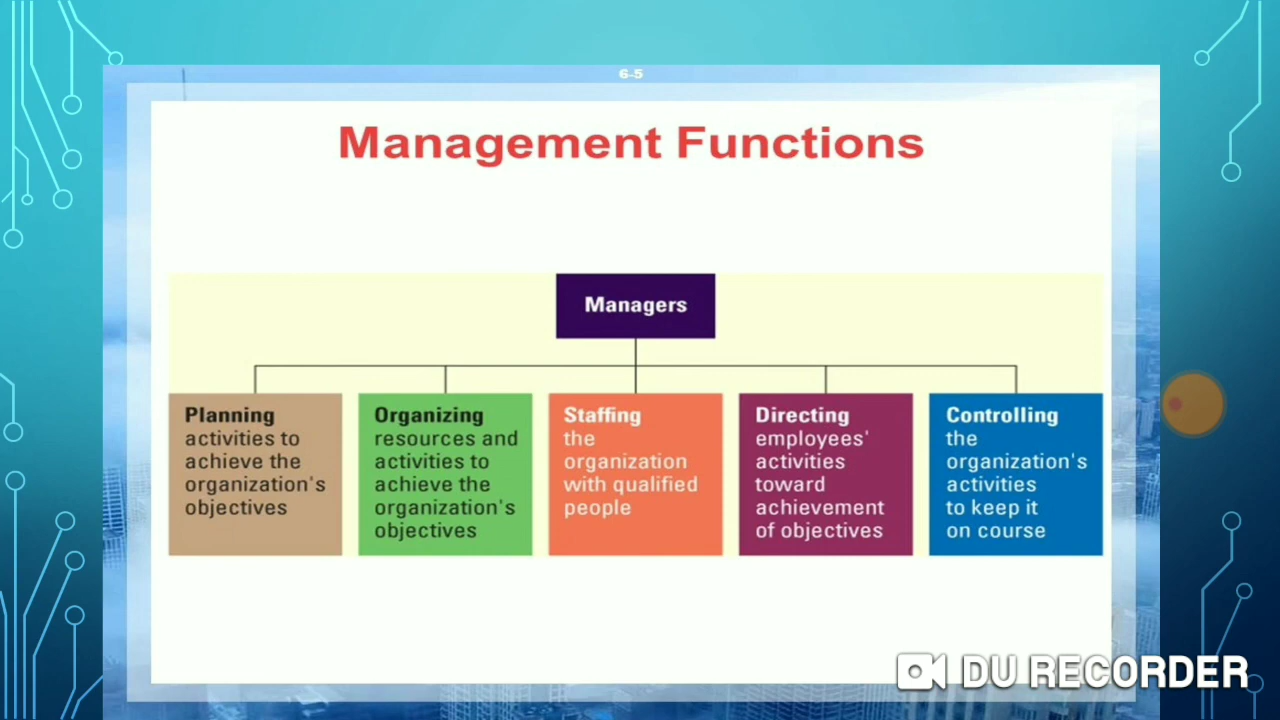 6-5
Management Functions
Managers
Planning
activities to
achieve the
organization's
objectives
Organizing
resources and
activities to
achieve the
organization's
objectives
Staffing
the
organization
with qualified
people
Directing
employees'
activities
toward
achievement
of objectives
Controlling
the
organization's
activities
to keep it
on course
DU RECORDER